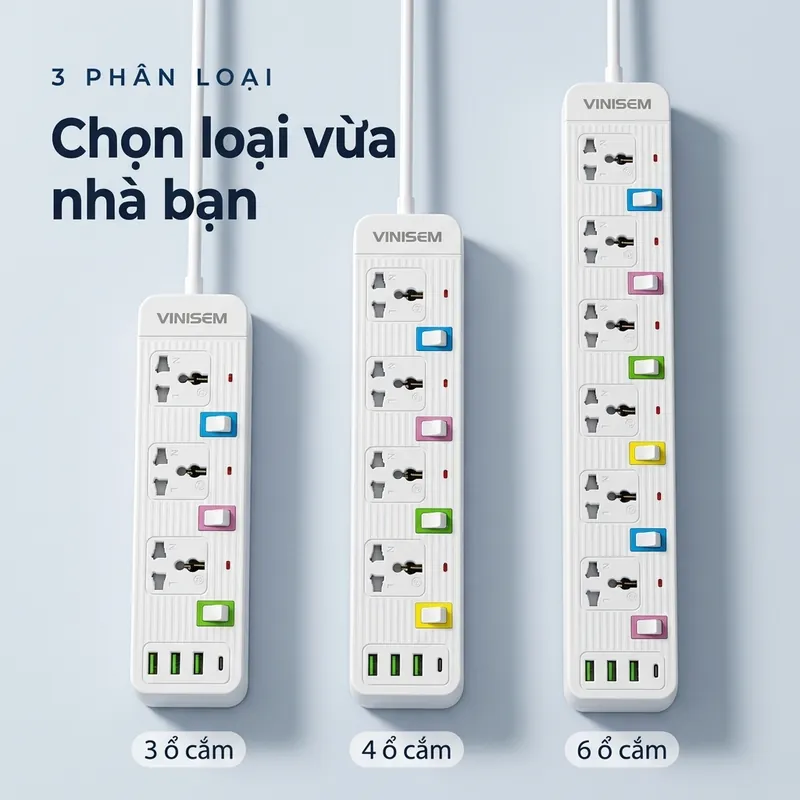 3 PHÂN LOẠI
Chọn loại vừa
nhà bạn
VINISEM
VINISEM
VINISEM
3 ổ cắm
4 ổ cắm
6 ổ cắm